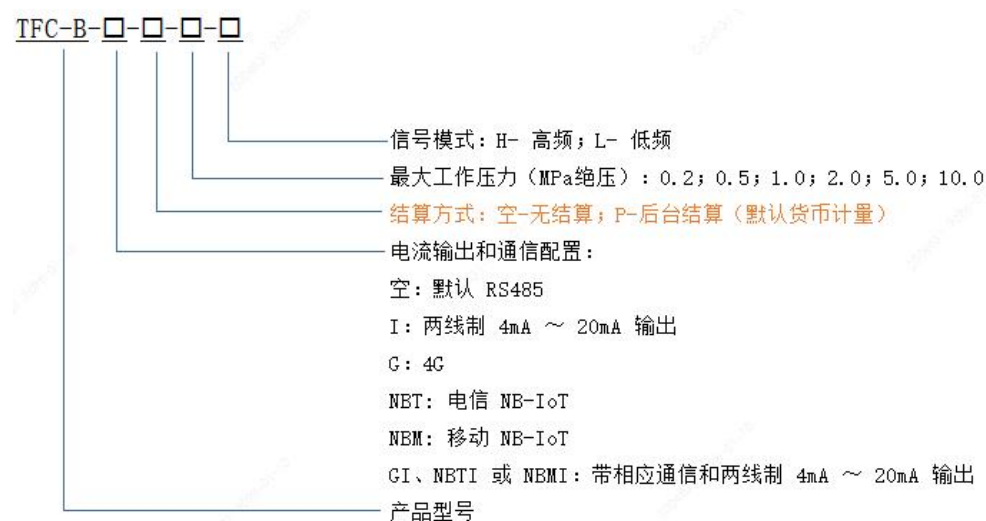 TFC-B-□-□-□-□
信号模式：H- 高频；L- 低频
最大工作压力（MPa绝压）：0.2；0.5；1.0；2.0；5.0；10.0
结算方式：空-无结算；P-后台结算（默认货币计量）
电流输出和通信配置：
空：默认 RS485
I：两线制 4mA ～ 20mA 输出
G：4G
NBT：电信 NB-IoT
NBM：移动 NB-IoT
GI、NBTI 或 NBMI：带相应通信和两线制 4mA ～ 20mA 输出
产品型号